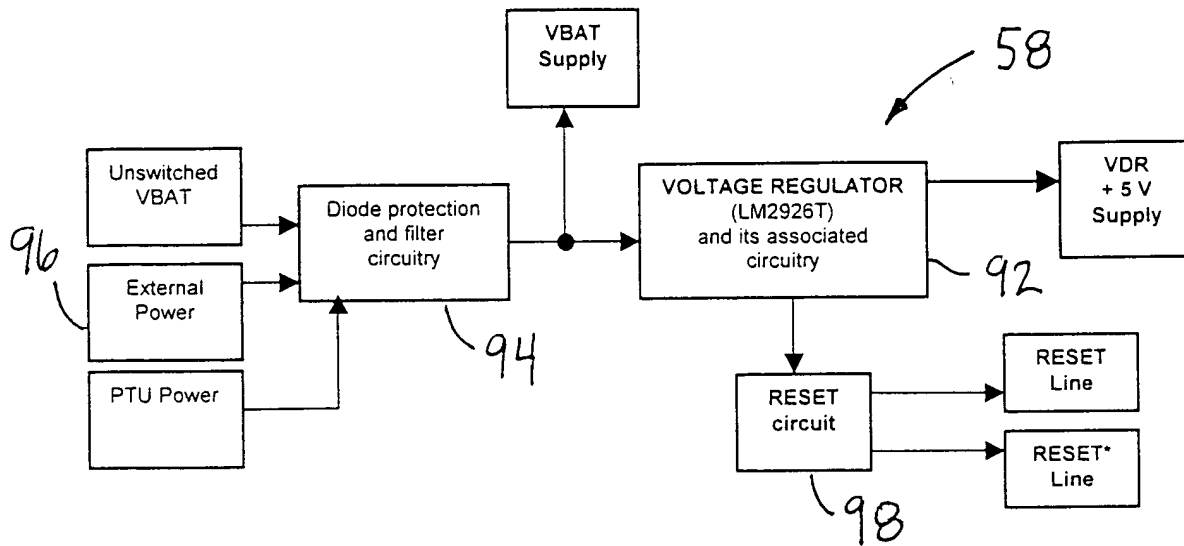 VBAT
Supply
58
Unswitched
VBAT
Diode protection
and filter
circuitry
VOLTAGE REGULATOR
(LM2926T)
and its associated
circuitry
VDR
+ 5 V
Supply
96
External
Power
92
94
PTU Power
RESET
circuit
RESET
Line
RESET*
Line
98